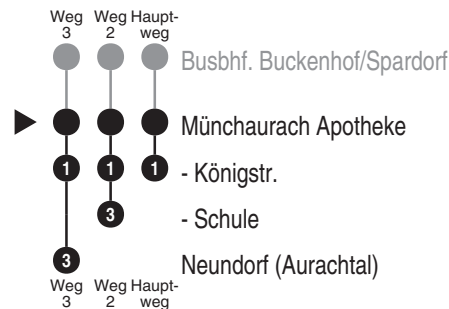 Weg Weg Haupt-
3 2 weg
Busbhf. Buckenhof/Spardorf
Münchaurach Apotheke
1 1 1 - Königstr.
3 - Schule
3 Neundorf (Aurachtal)
Weg Weg Haupt-
3 2 weg